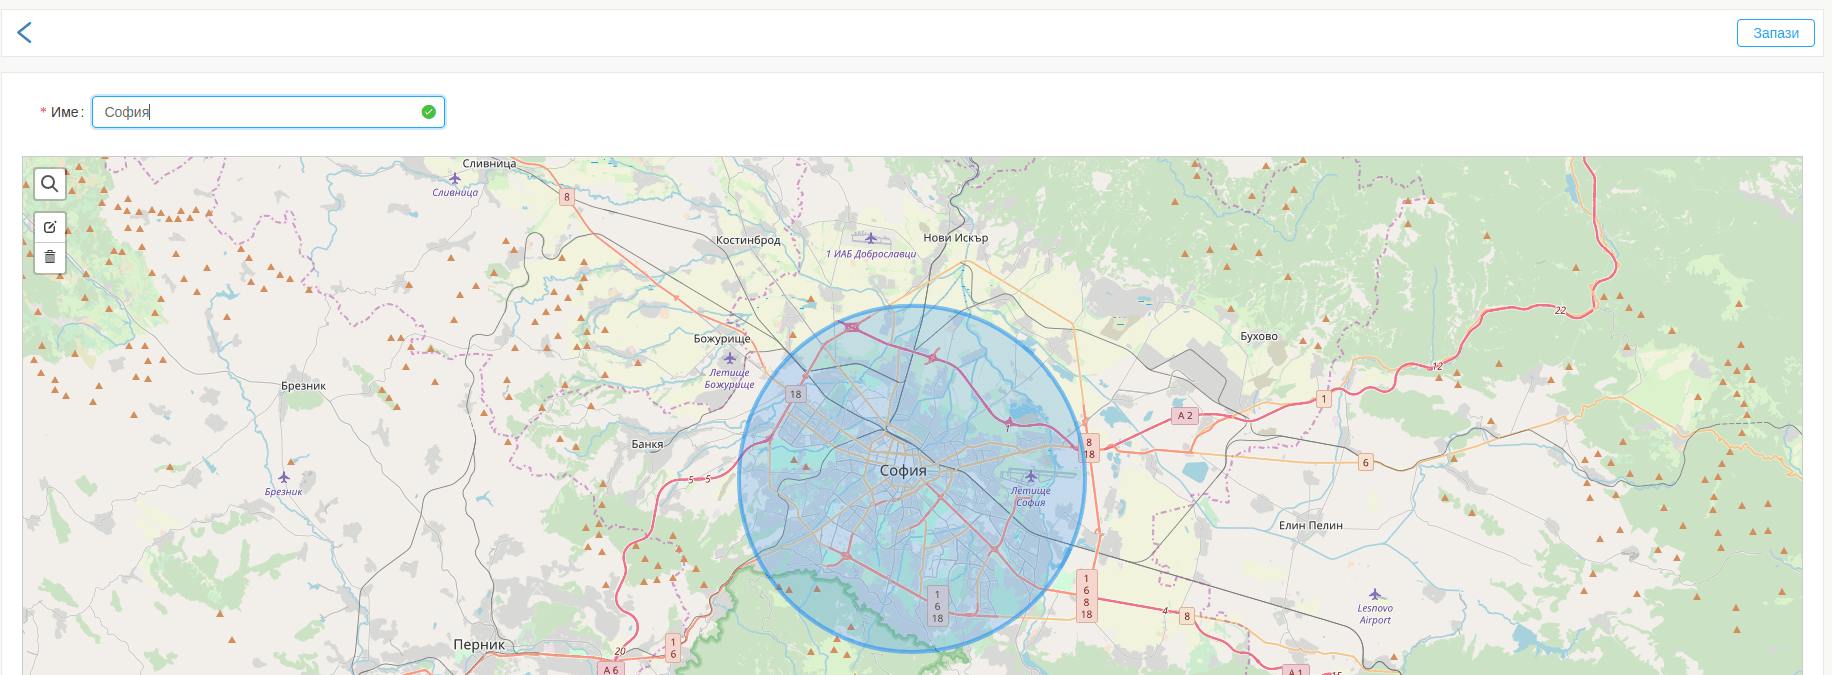 Запази
* Име :
София
Сливница
Сливница
8
Костинброд
1 ИАБ Доброславци
Нови Искър
22
Божурище
Бухово
12
Летище
Божурище
Брезник
18
1
А 2
1
Банкя
8
18
6
София
5
5
Летище
София
Брезник
Елин Пелин
1
6
8
18
1
6
18
4
8
Lesnovo
Airport
Перник
1
6
20
А 6
А 1
15